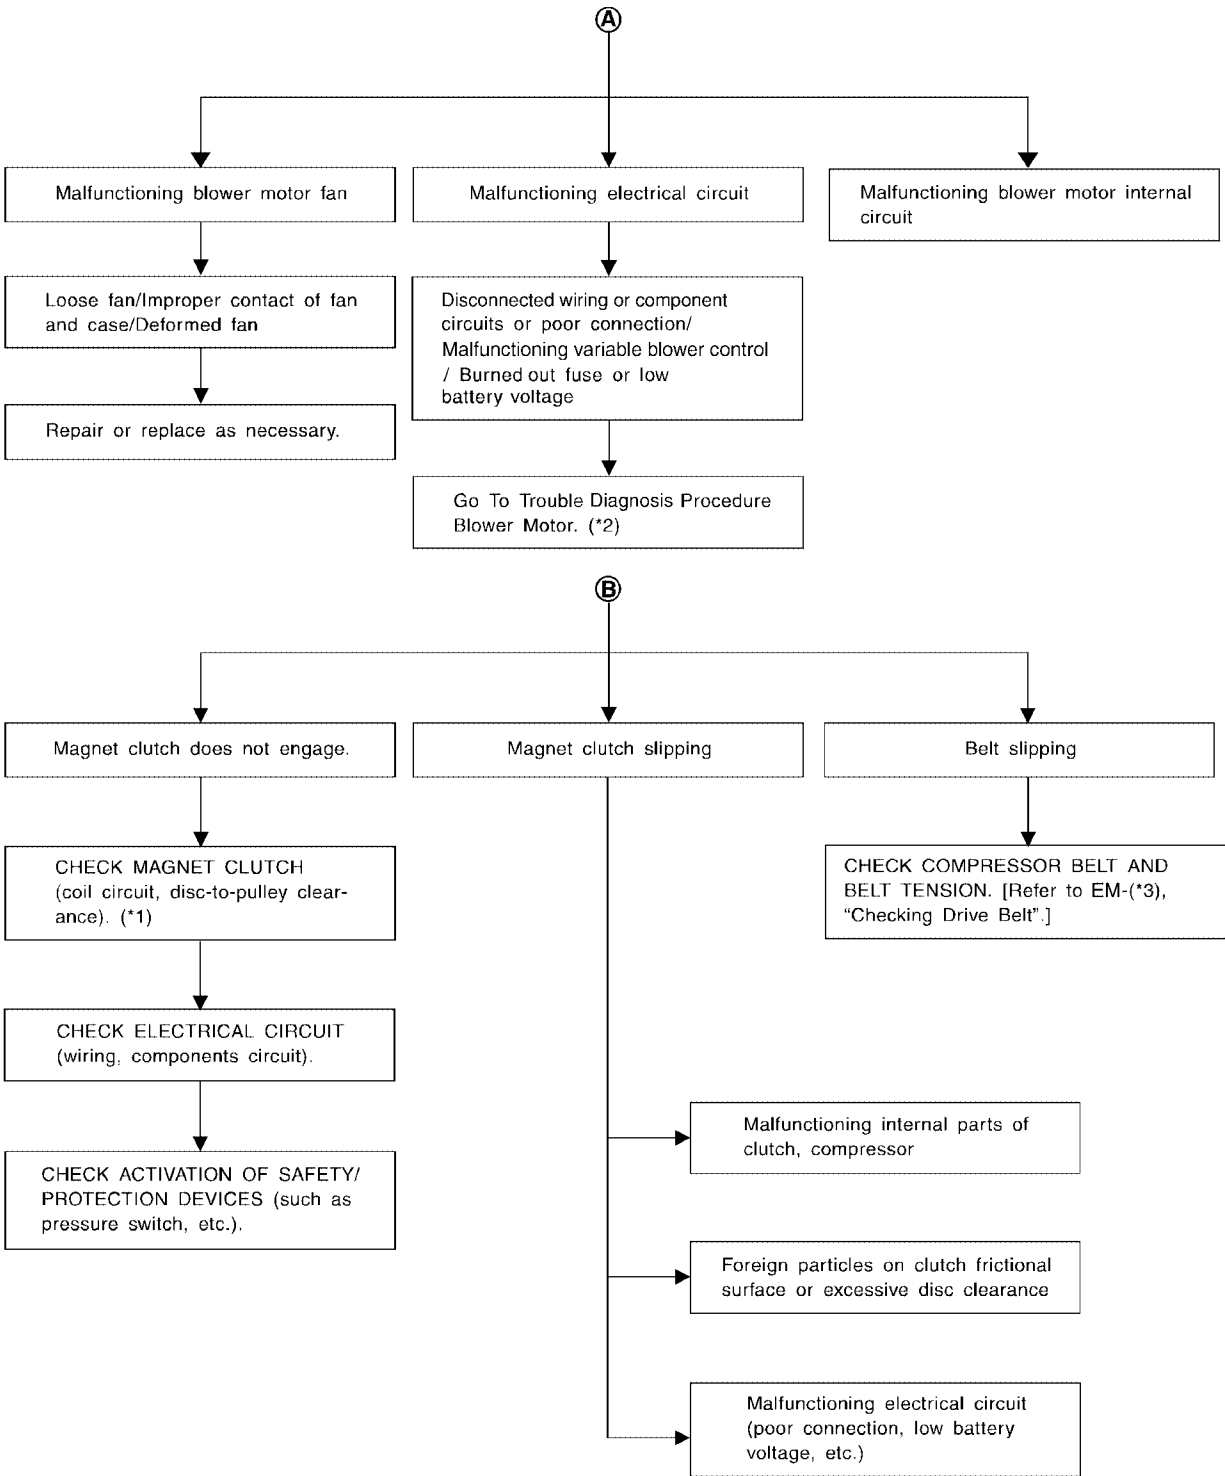 A
Malfunctioning blower motor fan
Loose fan/Improper contact of fan
and case/Deformed fan
Repair or replace as necessary.
Malfunctioning electrical circuit
Disconnected wiring or component
circuits or poor connection/
Malfunctioning variable blower control
/ Burned out fuse or low
battery voltage
Go To Trouble Diagnosis Procedure
Blower Motor. (*2)
Malfunctioning blower motor internal
circuit
B
Magnet clutch does not engage.
CHECK MAGNET CLUTCH
(coil circuit, disc-to-pulley clear-
ance). (*1)
CHECK ELECTRICAL CIRCUIT
(wiring, components circuit).
CHECK ACTIVATION OF SAFETY/
PROTECTION DEVICES (such as
pressure switch, etc.).
Magnet clutch slipping
Malfunctioning internal parts of
clutch, compressor
Foreign particles on clutch frictional
surface or excessive disc clearance
Malfunctioning electrical circuit
(poor connection, low battery
voltage, etc.)
Belt slipping
CHECK COMPRESSOR BELT AND
BELT TENSION. [Refer to EM-(*3),
“Checking Drive Belt”.]